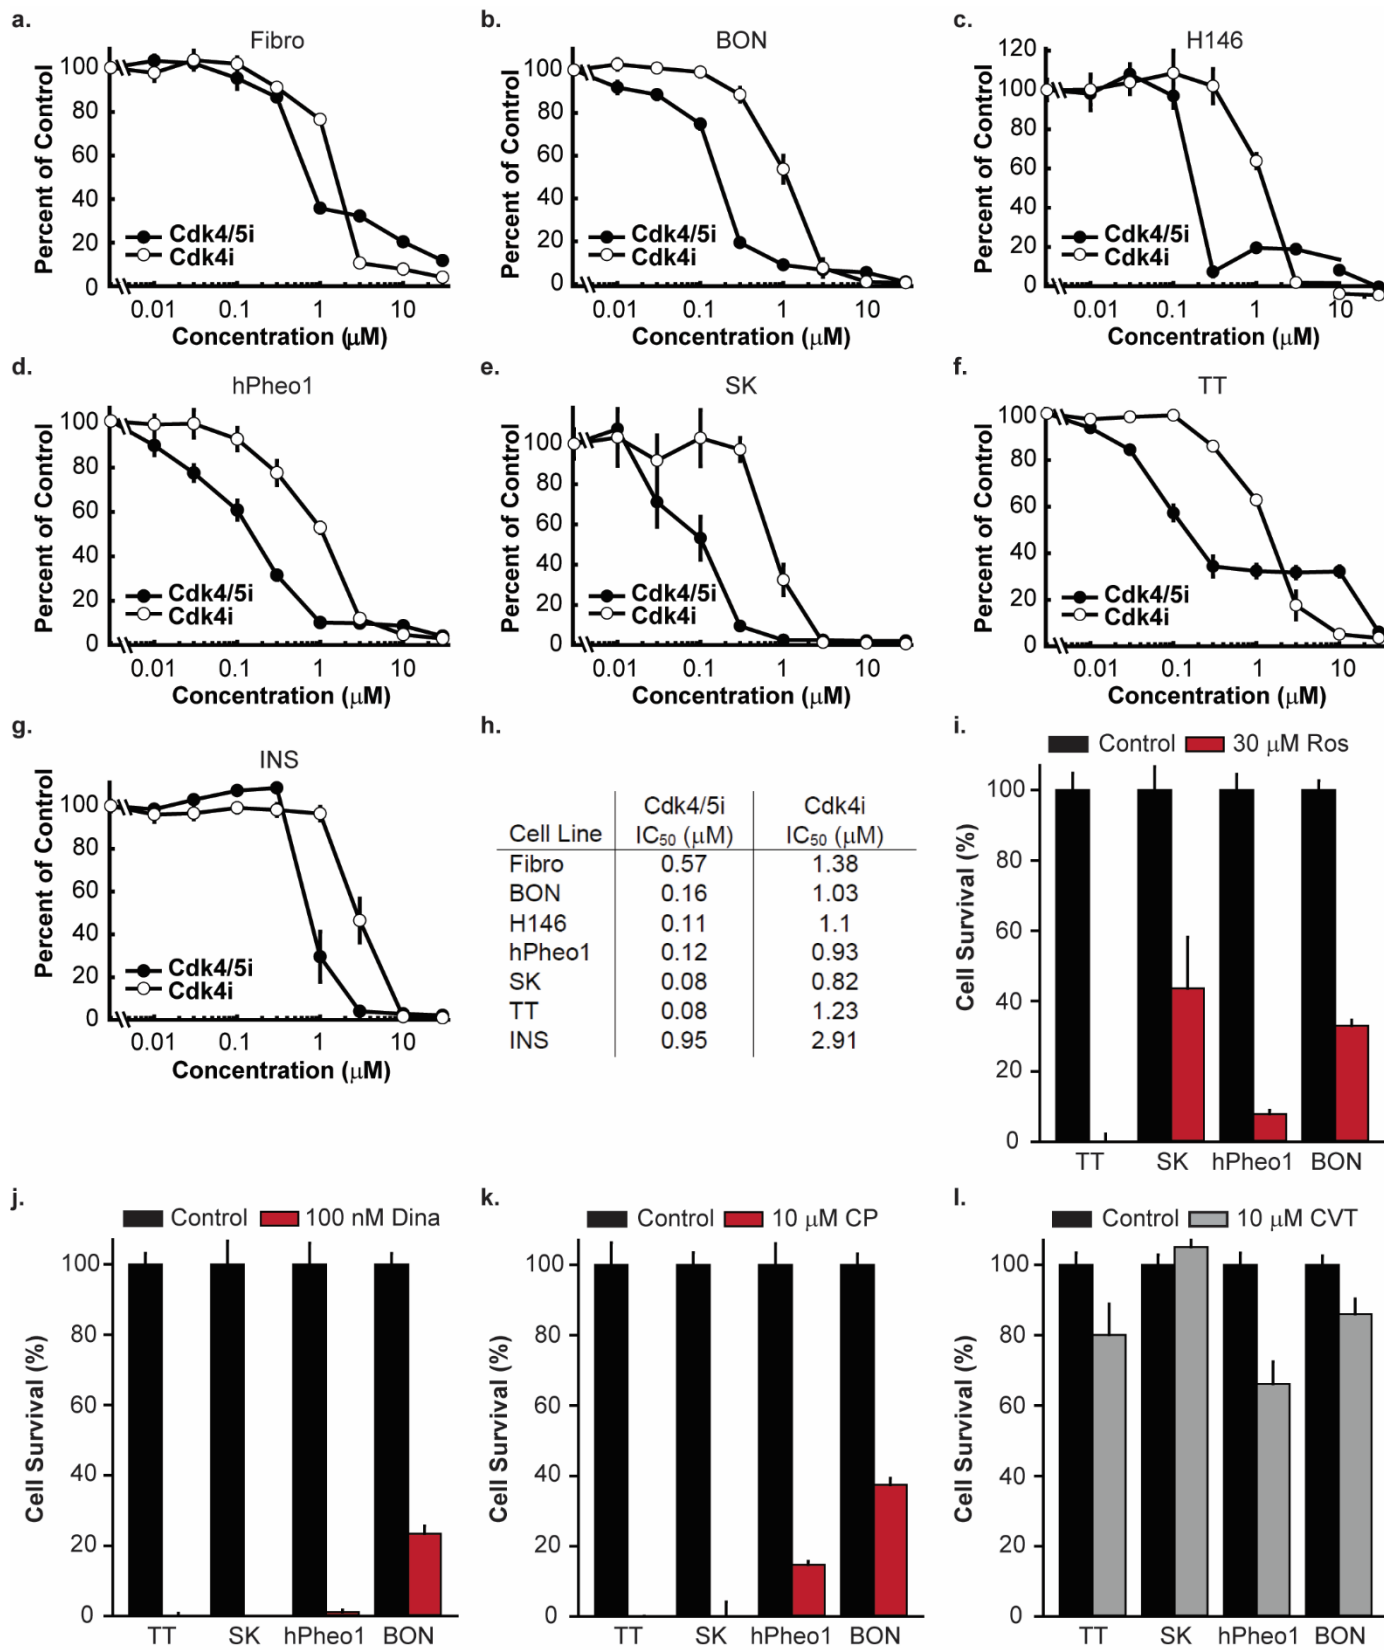 a.
Fibro
Percent of Control
100
80
60
40
20
0
Cdk4/5i
Cdk4i
0.01 0.1 1 10
Concentration (μM)
b.
BON
Percent of Control
100
80
60
40
20
0
Cdk4/5i
Cdk4i
0.01 0.1 1 10
Concentration (μM)
c.
H146
Percent of Control
120
100
80
60
40
20
0
Cdk4/5i
Cdk4i
0.01 0.1 1 10
Concentration (μM)
d.
hPheo1
Percent of Control
100
80
60
40
20
0
Cdk4/5i
Cdk4i
0.01 0.1 1 10
Concentration (μM)
e.
SK
Percent of Control
100
80
60
40
20
0
Cdk4/5i
Cdk4i
0.01 0.1 1 10
Concentration (μM)
f.
TT
Percent of Control
100
80
60
40
20
0
Cdk4/5i
Cdk4i
0.01 0.1 1 10
Concentration (μM)
g.
INS
Percent of Control
100
80
60
40
20
0
Cdk4/5i
Cdk4i
0.01 0.1 1 10
Concentration (μM)
h.
Cdk4/5i Cdk4i
Cell Line IC50 (μM) IC50 (μM)
Fibro 0.57 1.38
BON 0.16 1.03
H146 0.11 1.1
hPheo1 0.12 0.93
SK 0.08 0.82
TT 0.08 1.23
INS 0.95 2.91
i.
Control 30 μM Ros
Cell Survival (%)
100
80
60
40
20
0
TT SK hPheo1 BON
j.
Control 100 nM Dina
Cell Survival (%)
100
80
60
40
20
0
TT SK hPheo1 BON
k.
Control 10 μM CP
Cell Survival (%)
100
80
60
40
20
0
TT SK hPheo1 BON
l.
Control 10 μM CVT
Cell Survival (%)
100
80
60
40
20
0
TT SK hPheo1 BON